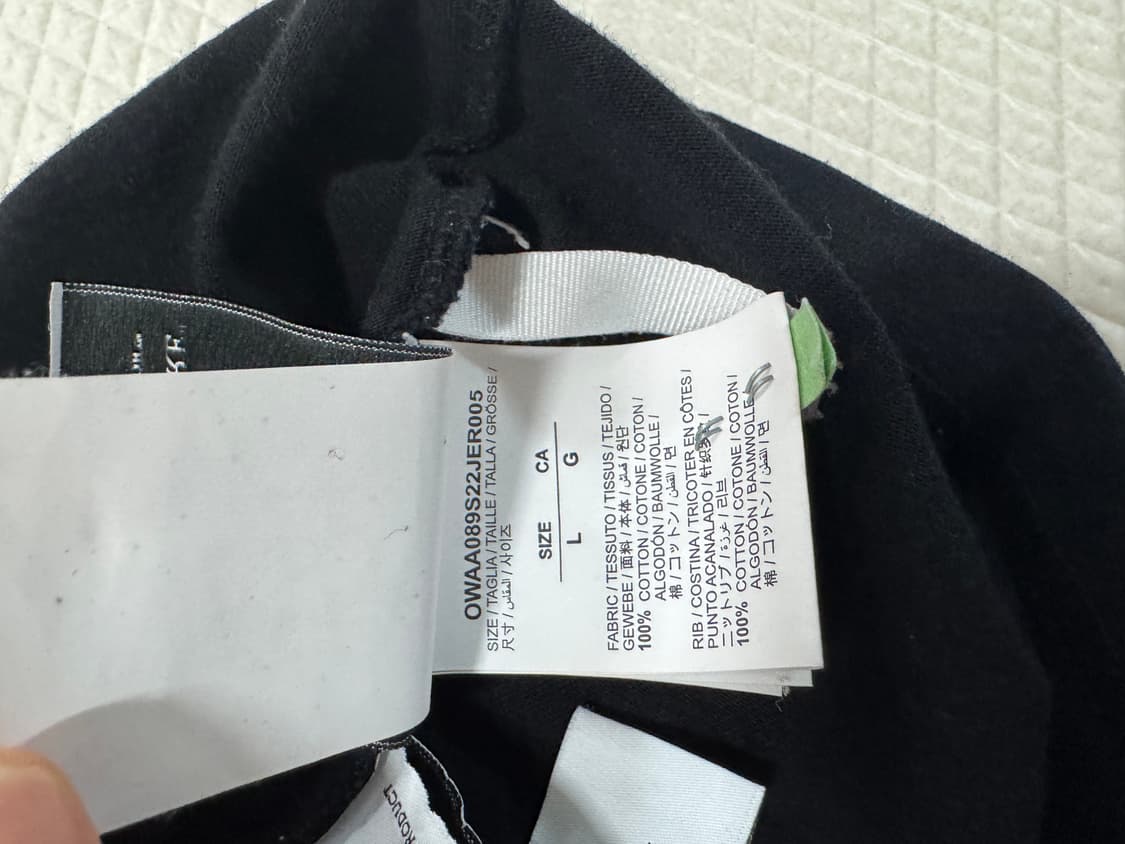 OWAA089S22JER005
SIZE / TAGLIA / TAILLE / TALLA / GRÖSSE /
尺寸 / المقاس / 사이즈
SIZE CA
L G
FABRIC / TESSUTO / TISSUS / TEJIDO /
GEWEBE / 面料 / 本体 / قماش / 원단
100% COTTON / COTONE / COTON /
ALGODÓN / BAUMWOLLE /
棉 / コットン / القطن / 면
RIB / COSTINA / TRICOTER EN CÔTES /
PUNTO ACANALADO / 针织 /
ニットリブ / غرزة / 리브
100% COTTON / COTONE / COTON /
ALGODÓN / BAUMWOLLE /
棉 / コットン / القطن / 면
RODUCT